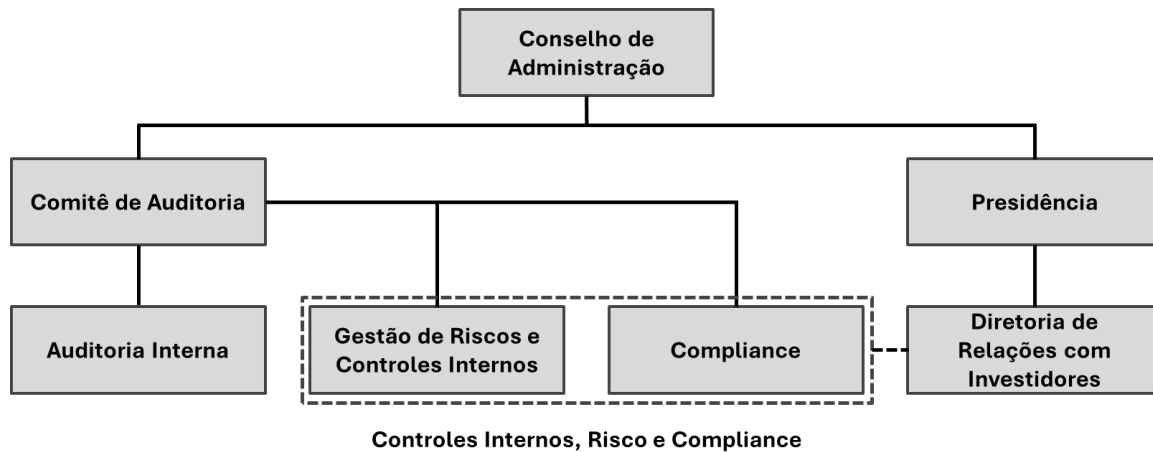 Conselho de
Administração
Comitê de Auditoria
Presidência
Auditoria Interna
Gestão de Riscos e
Controles Internos
Compliance
Diretoria de
Relações com
Investidores
Controles Internos, Risco e Compliance